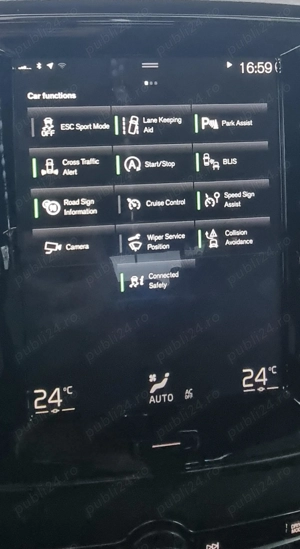 16:59
Car functions
ESC Sport Mode
Lane Keeping
Aid
Park Assist
Cross Traffic
Alert
Start/Stop
BLIS
Road Sign
Information
Cruise Control
Speed Sign
Assist
Camera
Wiper Service
Position
Collision
Avoidance
Connected
Safety
24°C
AUTO
AC
24°C
publi24.ro